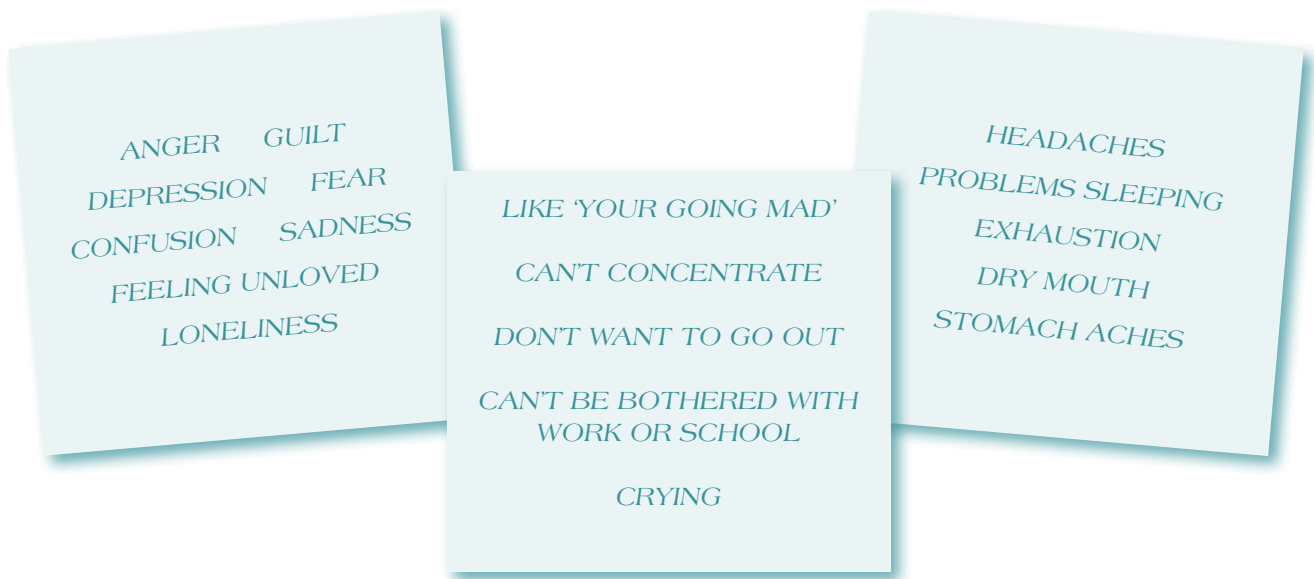 ANGER GUILT
DEPRESSION FEAR
CONFUSION SADNESS
FEELING UNLOVED
LONELINESS
LIKE ‘YOUR GOING MAD’
CAN’T CONCENTRATE
DON’T WANT TO GO OUT
CAN’T BE BOTHERED WITH
WORK OR SCHOOL
CRYING
HEADACHES
PROBLEMS SLEEPING
EXHAUSTION
DRY MOUTH
STOMACH ACHES